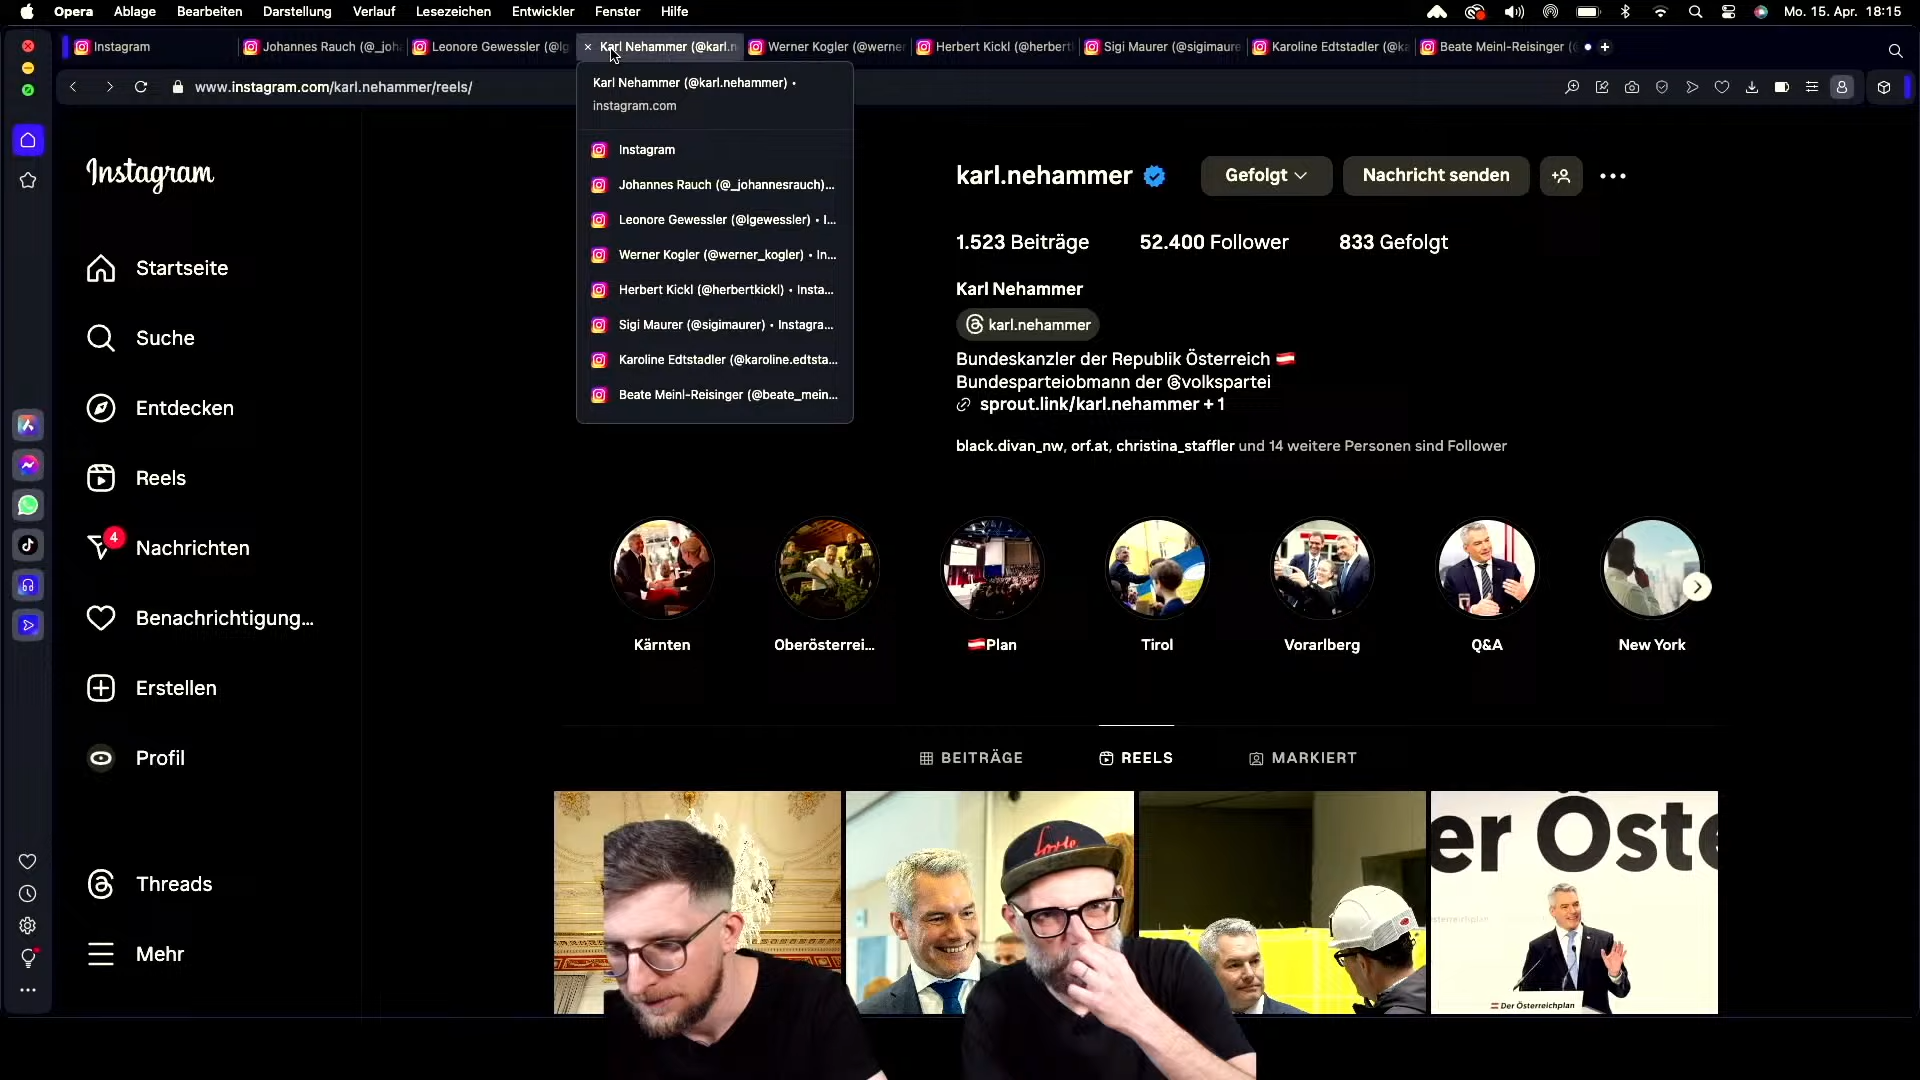 Opera Ablage Bearbeiten Darstellung Verlauf Lesezeichen Entwickler Fenster Hilfe
Mo. 15. Apr. 18:15
Instagram
Johannes Rauch (@_joha
Leonore Gewessler (@lg
Karl Nehammer (@karl.n
Werner Kogler (@werner
Herbert Kickl (@herbertk
Sigi Maurer (@sigimaure
Karoline Edtstadler (@ka
Beate Meinl-Reisinger (
www.instagram.com/karl.nehammer/reels/
Karl Nehammer (@karl.nehammer) •
instagram.com
Instagram
Johannes Rauch (@_johannesrauch)...
Leonore Gewessler (@lgewessler) • I...
Werner Kogler (@werner_kogler) • In...
Herbert Kickl (@herbertkickl) • Insta...
Sigi Maurer (@sigimaurer) • Instagra...
Karoline Edtstadler (@karoline.edtsta...
Beate Meinl-Reisinger (@beate_mein...
Instagram
Startseite
Suche
Entdecken
Reels
4
Nachrichten
Benachrichtigung...
Erstellen
Profil
Threads
Mehr
karl.nehammer
Gefolgt
Nachricht senden
1.523 Beiträge
52.400 Follower
833 Gefolgt
Karl Nehammer
karl.nehammer
Bundeskanzler der Republik Österreich 🇦🇹
Bundesparteiobmann der @volkspartei
sprout.link/karl.nehammer + 1
black.divan_nw, orf.at, christina_staffler und 14 weitere Personen sind Follower
Kärnten
Oberösterrei...
🇦🇹Plan
Tirol
Vorarlberg
Q&A
New York
BEITRÄGE
REELS
MARKIERT
er Öste
Der Österreichplan